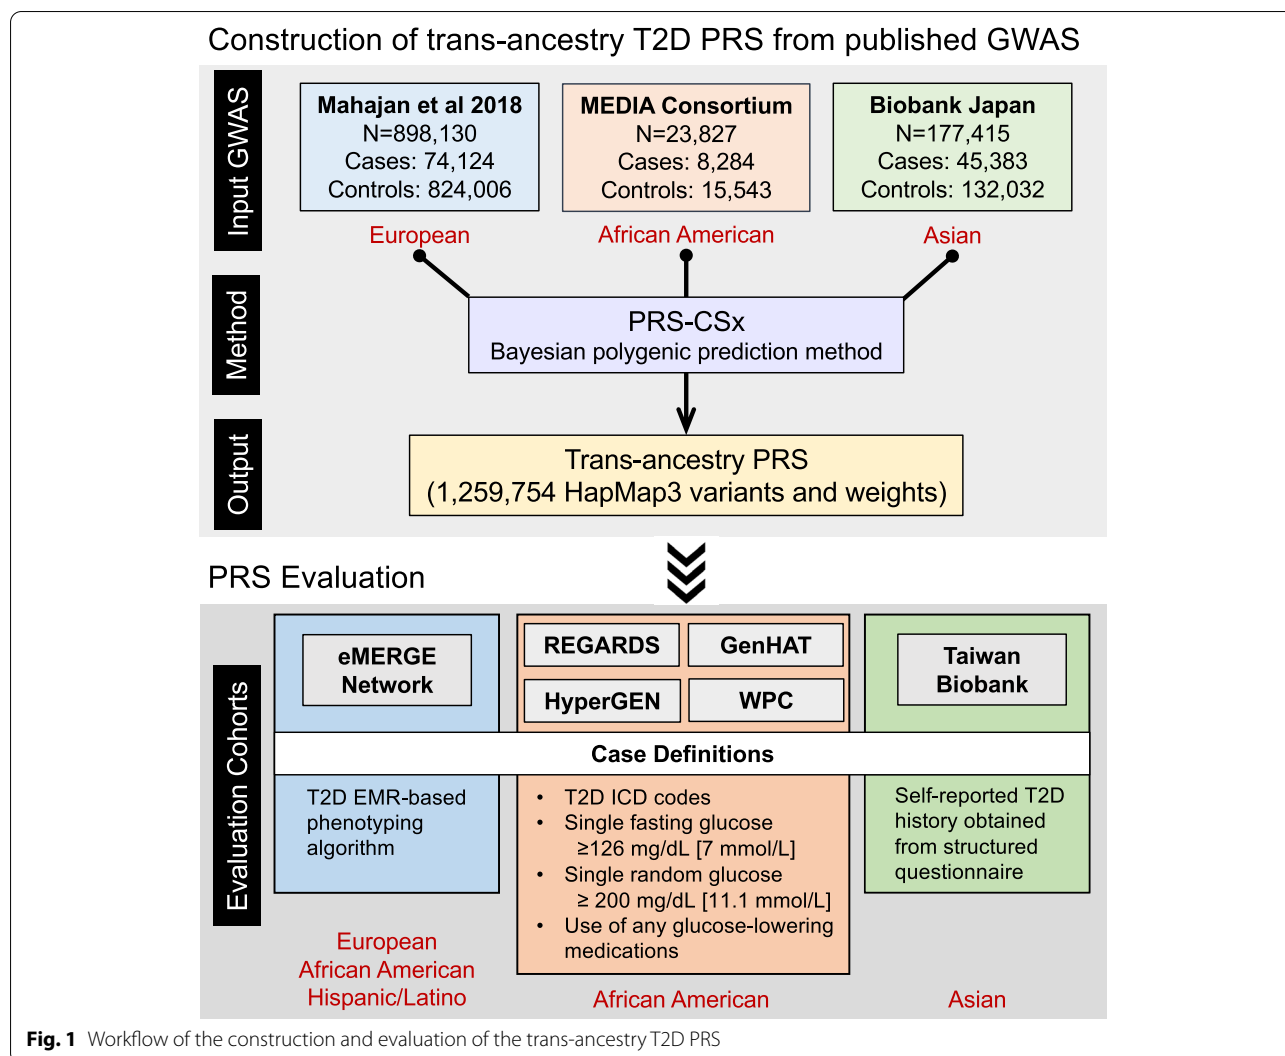 Construction of trans-ancestry T2D PRS from published GWAS
Input GWAS
Mahajan et al 2018
N=898,130
Cases: 74,124
Controls: 824,006
European
MEDIA Consortium
N=23,827
Cases: 8,284
Controls: 15,543
African American
Biobank Japan
N=177,415
Cases: 45,383
Controls: 132,032
Asian
Method
PRS-CSx
Bayesian polygenic prediction method
Output
Trans-ancestry PRS
(1,259,754 HapMap3 variants and weights)
PRS Evaluation
Evaluation Cohorts
eMERGE
Network
REGARDS
GenHAT
HyperGEN
WPC
Taiwan
Biobank
Case Definitions
T2D EMR-based
phenotyping
algorithm
• T2D ICD codes
• Single fasting glucose
≥126 mg/dL [7 mmol/L]
• Single random glucose
≥ 200 mg/dL [11.1 mmol/L]
• Use of any glucose-lowering
medications
Self-reported T2D
history obtained
from structured
questionnaire
European
African American
Hispanic/Latino
African American
Asian
Fig. 1 Workflow of the construction and evaluation of the trans-ancestry T2D PRS